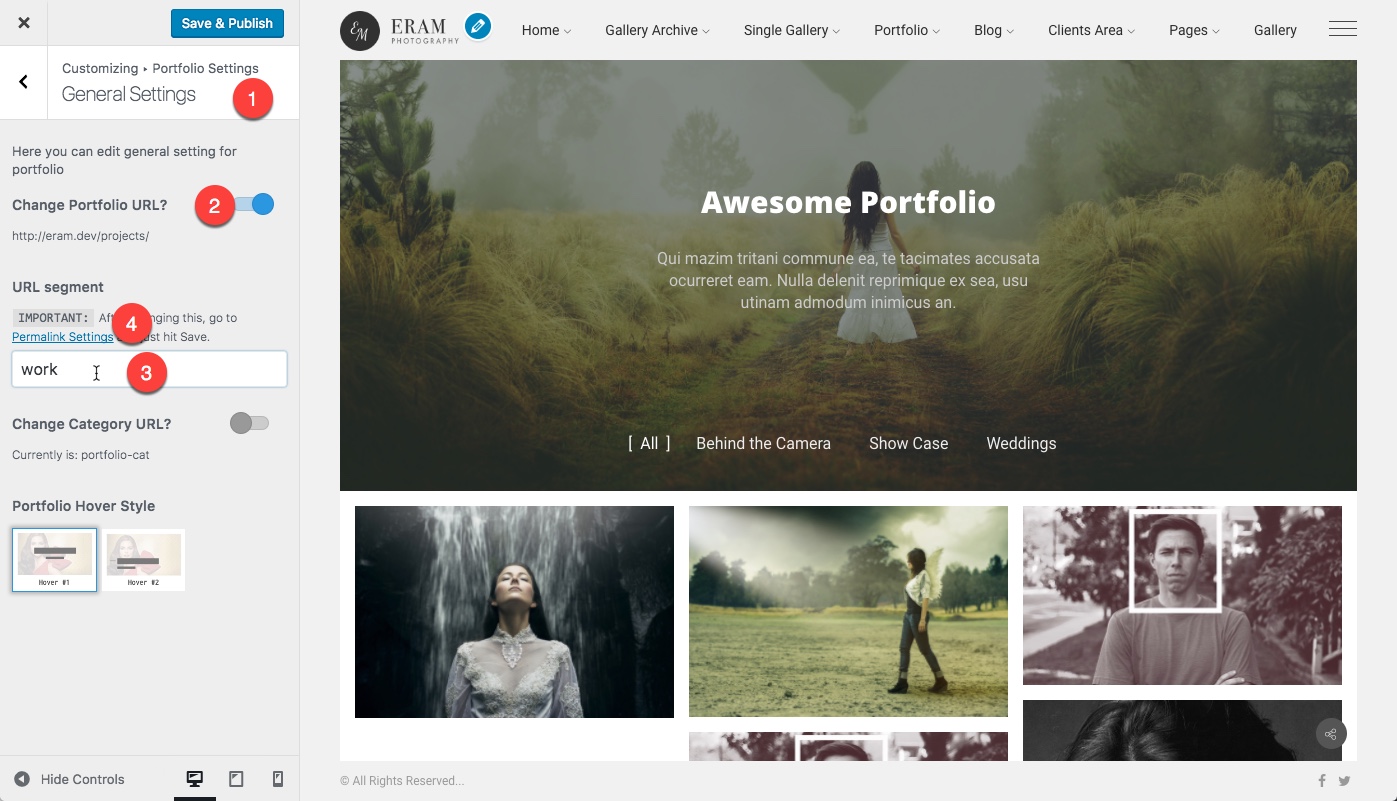 Save & Publish
Customizing ▸ Portfolio Settings
General Settings
1
Here you can edit general setting for
portfolio
Change Portfolio URL?
2
http://eram.dev/projects/
URL segment
IMPORTANT: Af nging this, go to
4
Permalink Settings st hit Save.
work
3
Change Category URL?
Currently is: portfolio-cat
Portfolio Hover Style
Hover #1
Hover #2
Hide Controls
EM
ERAM
PHOTOGRAPHY
Home
Gallery Archive
Single Gallery
Portfolio
Blog
Clients Area
Pages
Gallery
Awesome Portfolio
Qui mazim tritani commune ea, te tacimates accusata
ocurreret eam. Nulla delenit reprimique ex sea, usu
utinam admodum inimicus an.
[ All ] Behind the Camera Show Case Weddings
© All Rights Reserved...